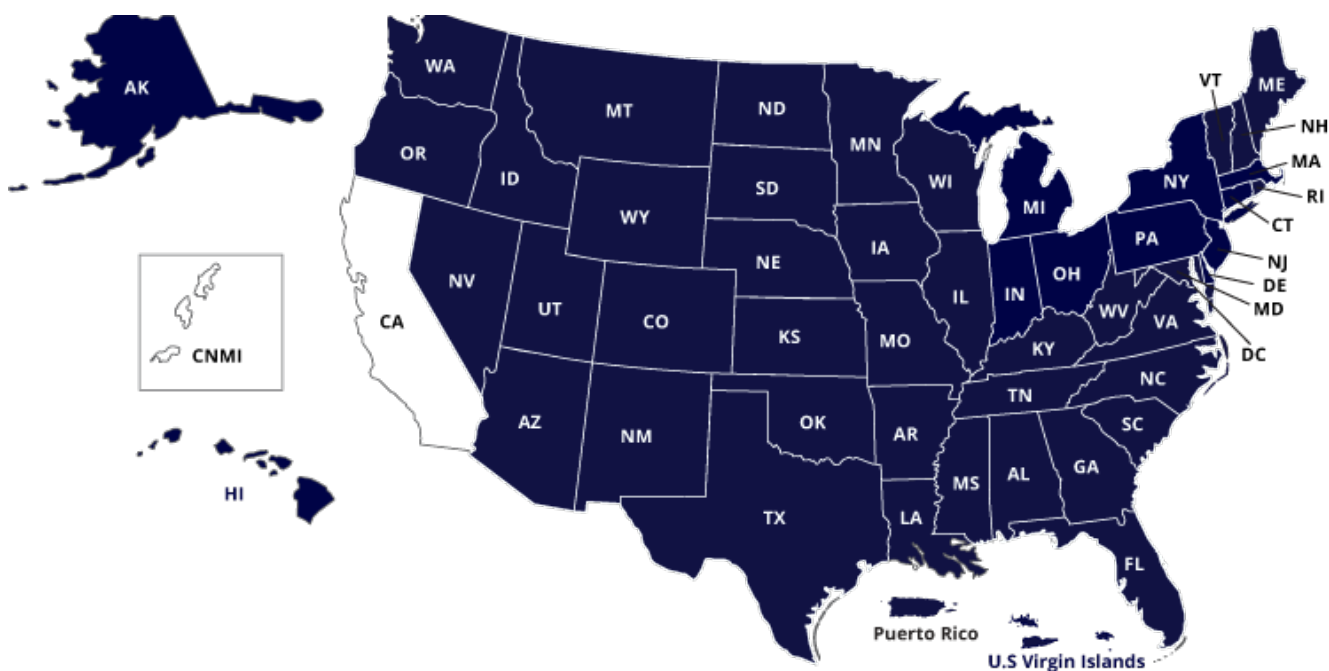 AK
WA
MT
ND
MN
VT
ME
NH
OR
ID
SD
WI
MI
NY
MA
RI
WY
CT
NE
IA
PA
NJ
NV
UT
CO
IL
IN
OH
DE
MD
CA
KS
MO
WV
VA
DC
CNMI
KY
NC
TN
AZ
NM
OK
AR
SC
HI
TX
MS
AL
GA
LA
FL
Puerto Rico
U.S Virgin Islands